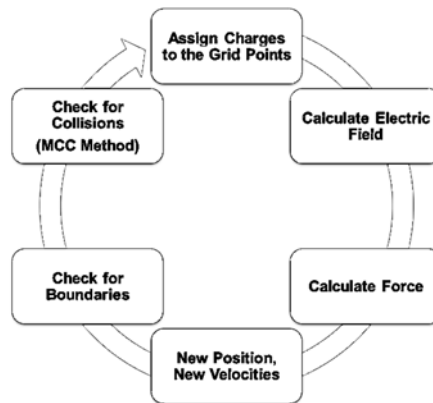 Assign Charges
to the Grid Points
Calculate Electric
Field
Calculate Force
New Position,
New Velocities
Check for
Boundaries
Check for
Collisions
(MCC Method)